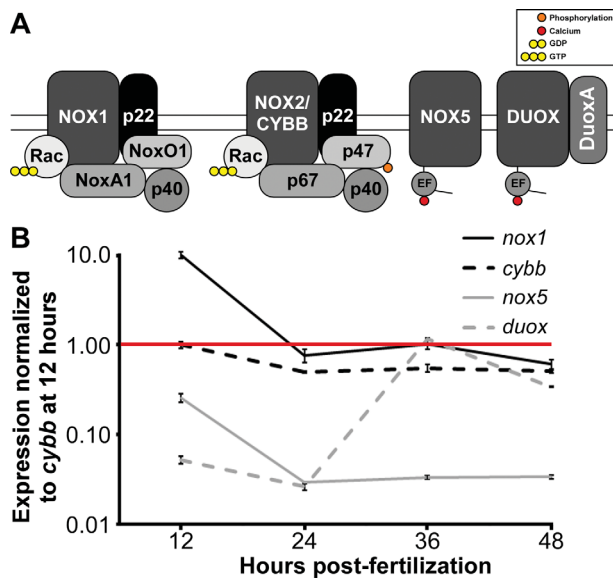 A
Phosphorylation
Calcium
GDP
GTP
NOX1
p22
Rac
NoxO1
NoxA1
p40
NOX2/
CYBB
p22
Rac
p47
p67
p40
NOX5
EF
DUOX
DuoxA
EF
B
Expression normalized
to cybb at 12 hours
10.0
1.00
0.10
0.01
nox1
cybb
nox5
duox
12 24 36 48
Hours post-fertilization